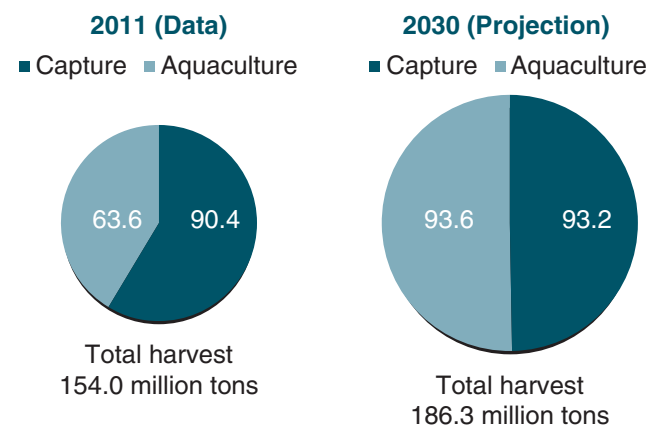 2011 (Data)
Capture Aquaculture
63.6 90.4
Total harvest
154.0 million tons
2030 (Projection)
Capture Aquaculture
93.6 93.2
Total harvest
186.3 million tons